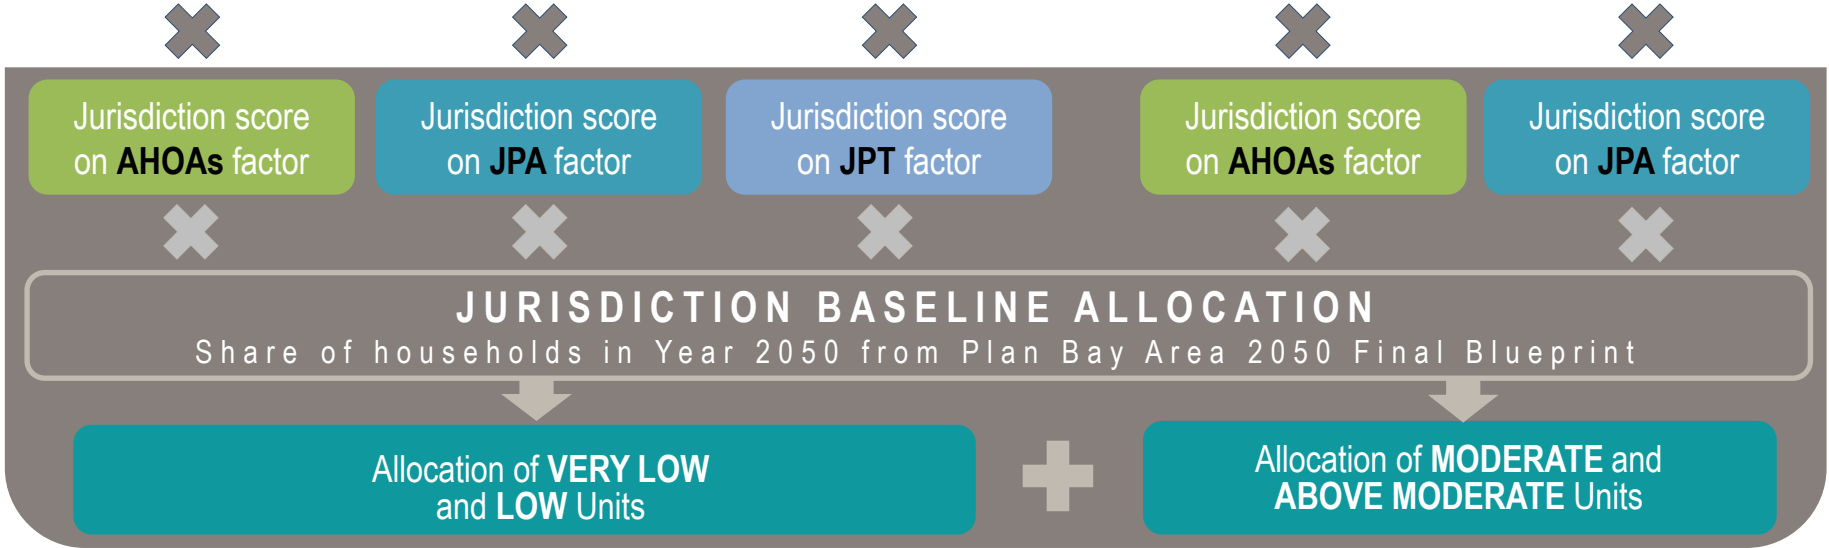 Jurisdiction score
on AHOAs factor
Jurisdiction score
on JPA factor
Jurisdiction score
on JPT factor
Jurisdiction score
on AHOAs factor
Jurisdiction score
on JPA factor
JURISDICTION BASELINE ALLOCATION
Share of households in Year 2050 from Plan Bay Area 2050 Final Blueprint
Allocation of VERY LOW
and LOW Units
Allocation of MODERATE and
ABOVE MODERATE Units